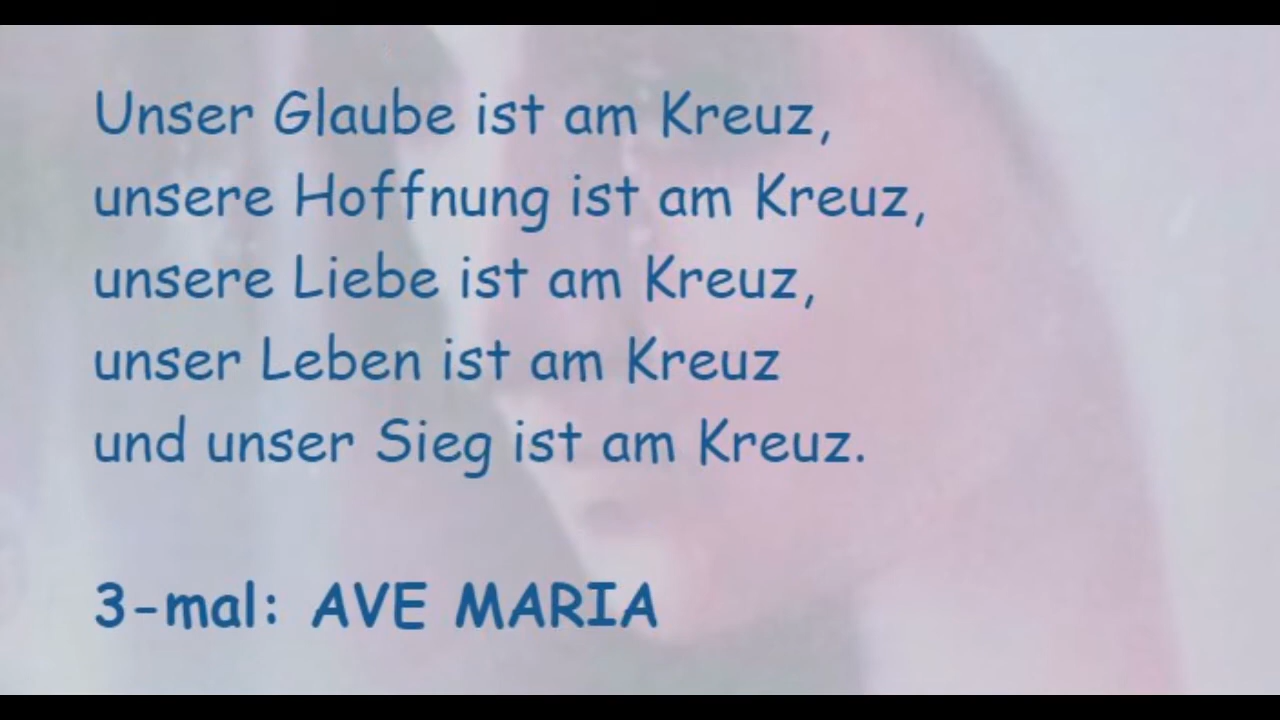 Unser Glaube ist am Kreuz,
unsere Hoffnung ist am Kreuz,
unsere Liebe ist am Kreuz,
unser Leben ist am Kreuz
und unser Sieg ist am Kreuz.
3-mal: AVE MARIA